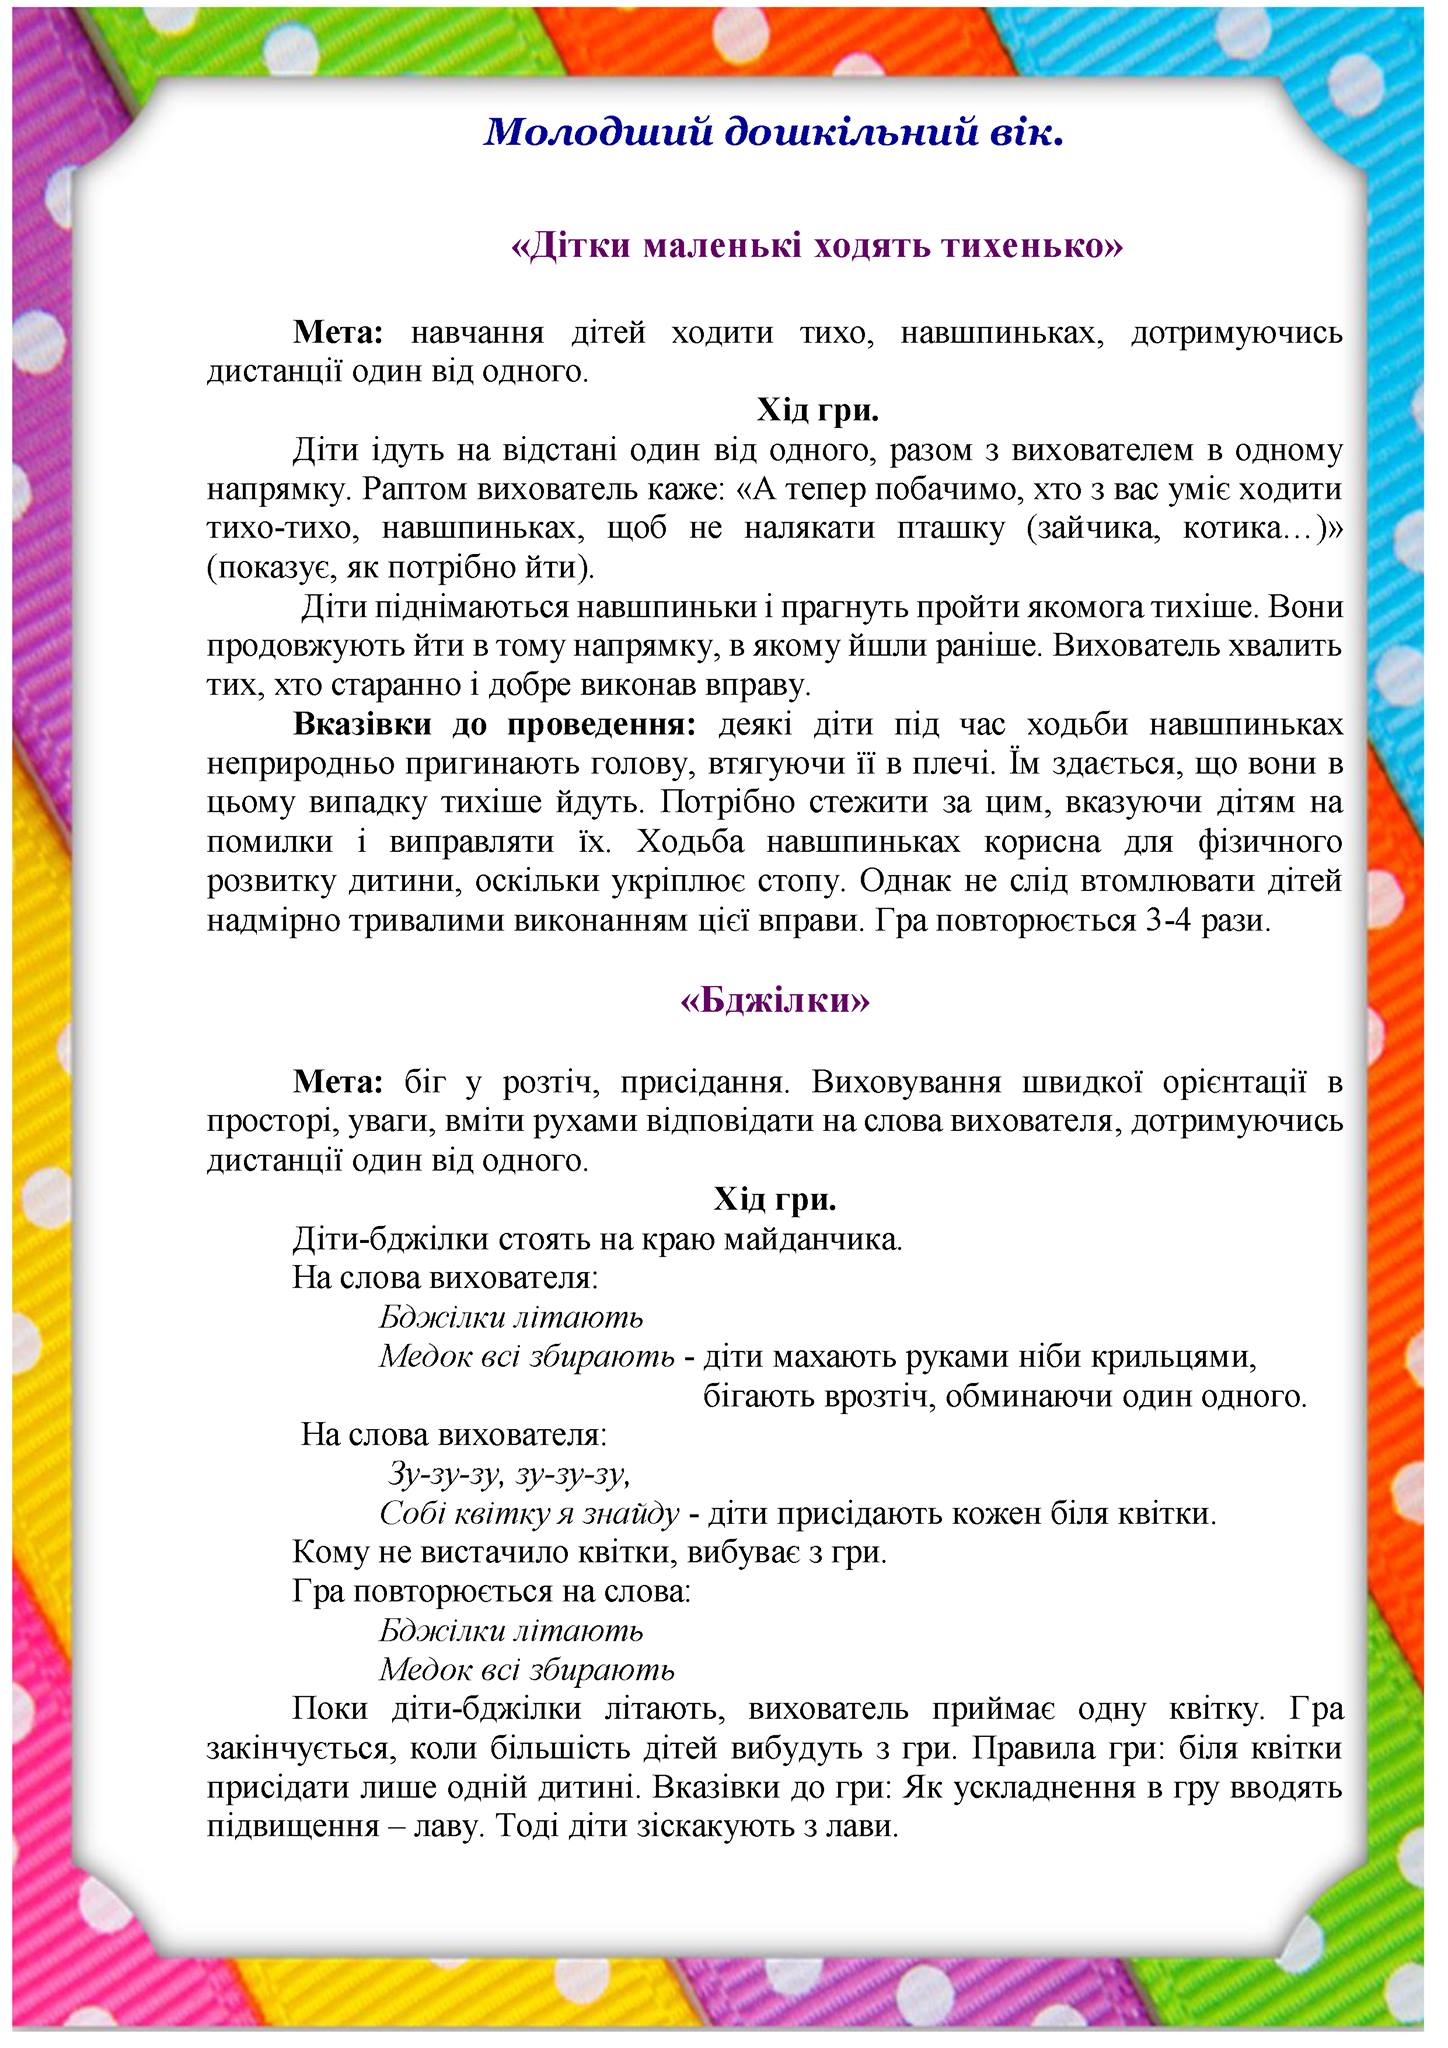 Молодший дошкільний вік.
«Дітки маленькі ходять тихенько»
Мета: навчання дітей ходити тихо, навшпиньках, дотримуючись
дистанції один від одного.
Хід гри.
Діти ідуть на відстані один від одного, разом з вихователем в одному
напрямку. Раптом вихователь каже: «А тепер побачимо, хто з вас уміє ходити
тихо-тихо, навшпиньках, щоб не налякати пташку (зайчика, котика…)»
(показує, як потрібно йти).
Діти піднімаються навшпиньки і прагнуть пройти якомога тихіше. Вони
продовжують йти в тому напрямку, в якому йшли раніше. Вихователь хвалить
тих, хто старанно і добре виконав вправу.
Вказівки до проведення: деякі діти під час ходьби навшпиньках
неприродньо пригинають голову, втягуючи її в плечі. Їм здається, що вони в
цьому випадку тихіше йдуть. Потрібно стежити за цим, вказуючи дітям на
помилки і виправляти їх. Ходьба навшпиньках корисна для фізичного
розвитку дитини, оскільки укріплює стопу. Однак не слід втомлювати дітей
надмірно тривалими виконанням цієї вправи. Гра повторюється 3-4 рази.
«Бджілки»
Мета: біг у розтіч, присідання. Виховування швидкої орієнтації в
просторі, уваги, вміти рухами відповідати на слова вихователя, дотримуючись
дистанції один від одного.
Хід гри.
Діти-бджілки стоять на краю майданчика.
На слова вихователя:
Бджілки літають
Медок всі збирають - діти махають руками ніби крильцями,
бігають врозтіч, обминаючи один одного.
На слова вихователя:
Зу-зу-зу, зу-зу-зу,
Собі квітку я знайду - діти присідають кожен біля квітки.
Кому не вистачило квітки, вибуває з гри.
Гра повторюється на слова:
Бджілки літають
Медок всі збирають
Поки діти-бджілки літають, вихователь приймає одну квітку. Гра
закінчується, коли більшість дітей вибудуть з гри. Правила гри: біля квітки
присідати лише одній дитині. Вказівки до гри: Як ускладнення в гру вводять
підвищення – лаву. Тоді діти зіскакують з лави.